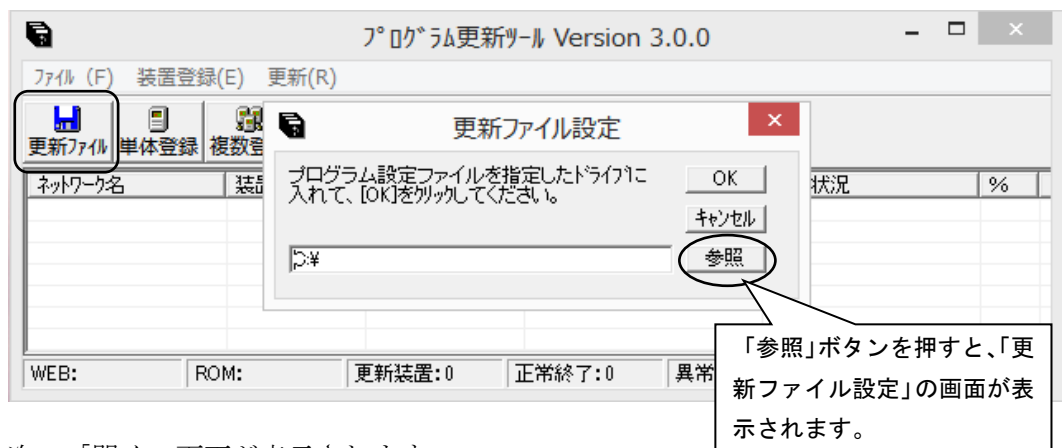 ﾌﾟﾛｸﾞﾗﾑ更新ﾂｰﾙ Version 3.0.0
ﾌｧｲﾙ (F) 装置登録(E) 更新(R)
更新ﾌｧｲﾙ 単体登録
更新ファイル設定
プログラム設定ファイルを指定したﾄﾞﾗｲﾌﾞに
入れて、[OK]をｸﾘｯｸしてください。
OK
ｷｬﾝｾﾙ
参照
ﾈｯﾄﾜｰｸ名 状況 %
WEB: ROM: 更新装置:0 正常終了:0
「参照」ボタンを押すと、「更
新ファイル設定」の画面が表
示されます。